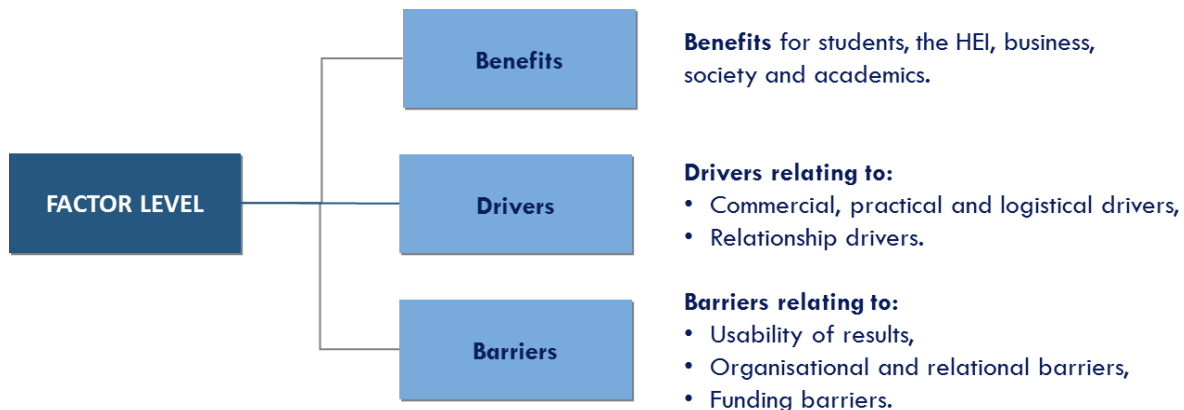 Benefits
Benefits for students, the HEI, business,
society and academics.
FACTOR LEVEL
Drivers
Drivers relating to:
• Commercial, practical and logistical drivers,
• Relationship drivers.
Barriers
Barriers relating to:
• Usability of results,
• Organisational and relational barriers,
• Funding barriers.